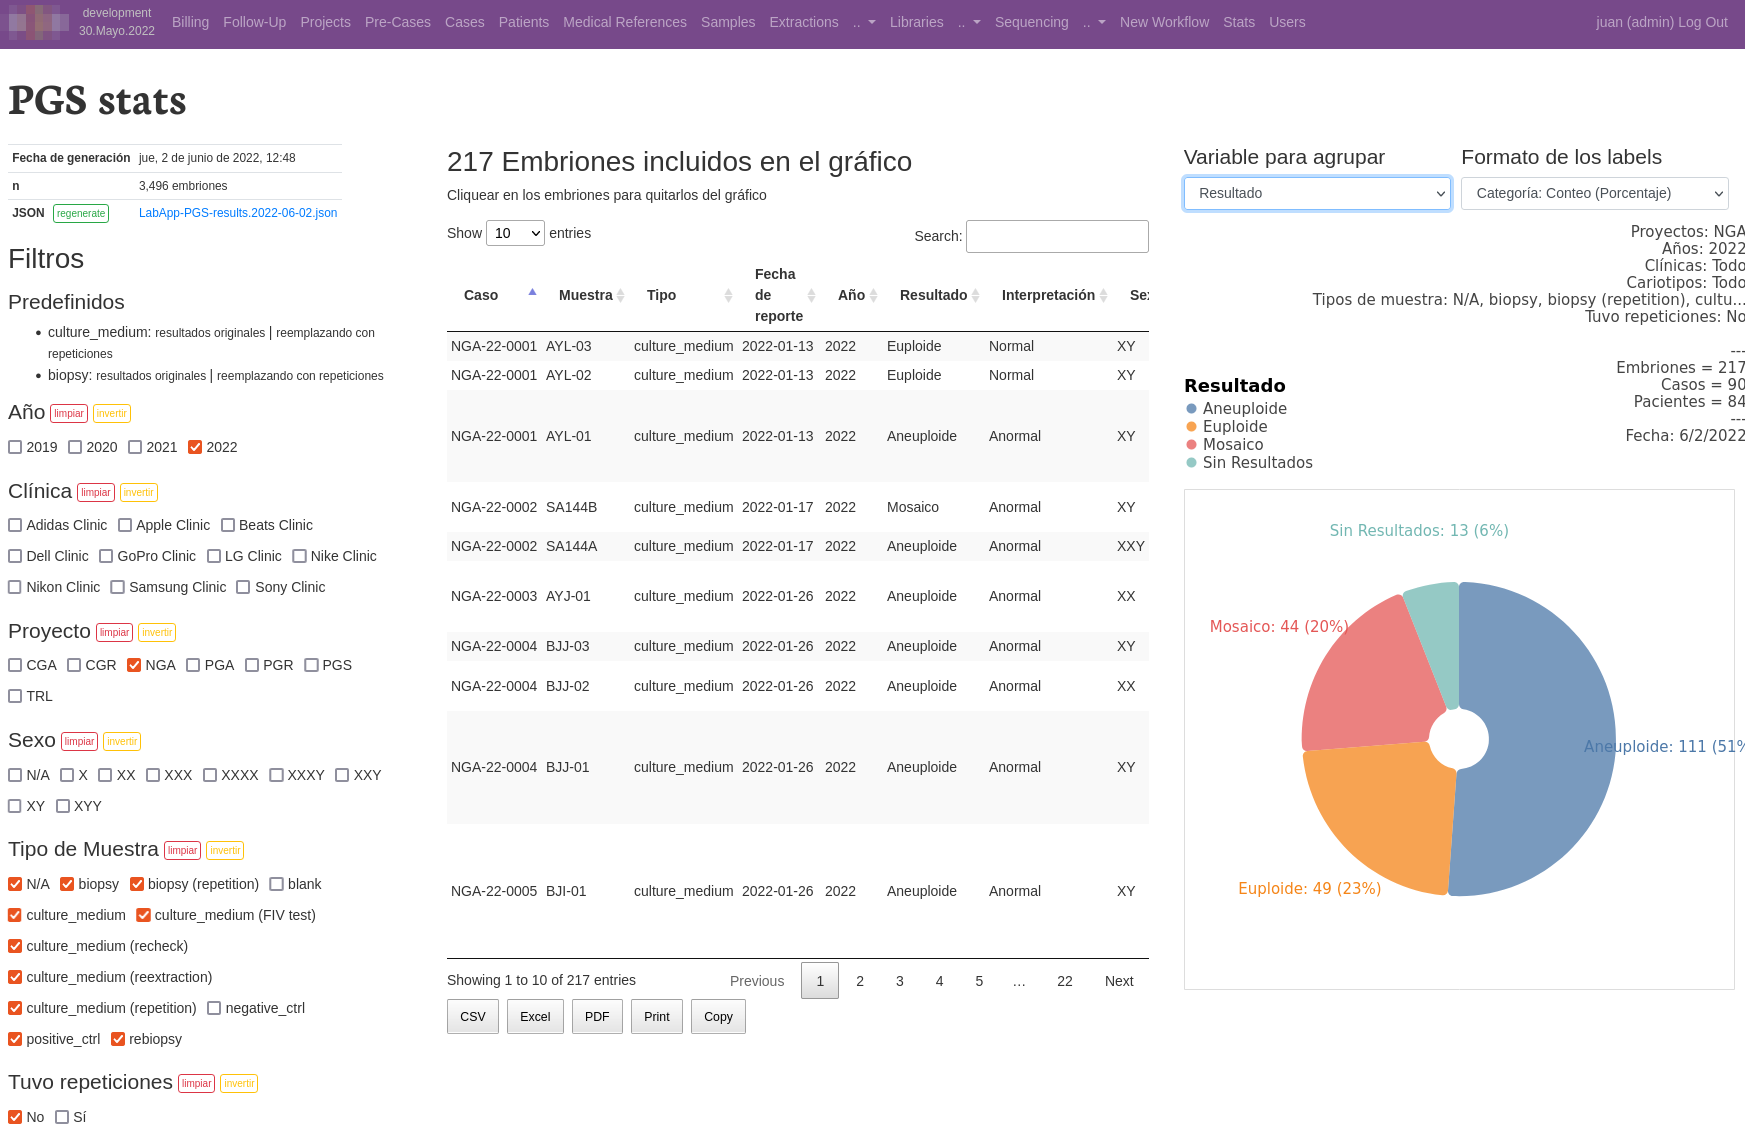 development
30.Mayo.2022
Billing Follow-Up Projects Pre-Cases Cases Patients Medical References Samples Extractions .. Libraries .. Sequencing .. New Workflow Stats Users juan (admin) Log Out
PGS stats
Fecha de generación jue, 2 de junio de 2022, 12:48
n 3,496 embriones
JSON regenerate LabApp-PGS-results.2022-06-02.json
Filtros
Predefinidos
culture_medium: resultados originales | reemplazando con
repeticiones
biopsy: resultados originales | reemplazando con repeticiones
Año limpiar invertir
2019 2020 2021 2022
Clínica limpiar invertir
Adidas Clinic Apple Clinic Beats Clinic
Dell Clinic GoPro Clinic LG Clinic Nike Clinic
Nikon Clinic Samsung Clinic Sony Clinic
Proyecto limpiar invertir
CGA CGR NGA PGA PGR PGS
TRL
Sexo limpiar invertir
N/A X XX XXX XXXX XXXY XXY
XY XYY
Tipo de Muestra limpiar invertir
N/A biopsy biopsy (repetition) blank
culture_medium culture_medium (FIV test)
culture_medium (recheck)
culture_medium (reextraction)
culture_medium (repetition) negative_ctrl
positive_ctrl rebiopsy
Tuvo repeticiones limpiar invertir
No Sí
217 Embriones incluidos en el gráfico
Cliquear en los embriones para quitarlos del gráfico
Show 10 entries Search:
Caso Muestra Tipo Fecha de reporte Año Resultado Interpretación Sex
NGA-22-0001 AYL-03 culture_medium 2022-01-13 2022 Euploide Normal XY
NGA-22-0001 AYL-02 culture_medium 2022-01-13 2022 Euploide Normal XY
NGA-22-0001 AYL-01 culture_medium 2022-01-13 2022 Aneuploide Anormal XY
NGA-22-0002 SA144B culture_medium 2022-01-17 2022 Mosaico Anormal XY
NGA-22-0002 SA144A culture_medium 2022-01-17 2022 Aneuploide Anormal XXY
NGA-22-0003 AYJ-01 culture_medium 2022-01-26 2022 Aneuploide Anormal XX
NGA-22-0004 BJJ-03 culture_medium 2022-01-26 2022 Aneuploide Anormal XY
NGA-22-0004 BJJ-02 culture_medium 2022-01-26 2022 Aneuploide Anormal XX
NGA-22-0004 BJJ-01 culture_medium 2022-01-26 2022 Aneuploide Anormal XY
NGA-22-0005 BJI-01 culture_medium 2022-01-26 2022 Aneuploide Anormal XY
Showing 1 to 10 of 217 entries Previous 1 2 3 4 5 … 22 Next
CSV Excel PDF Print Copy
Variable para agrupar Formato de los labels
Resultado Categoría: Conteo (Porcentaje)
Proyectos: NGA
Años: 2022
Clínicas: Todo
Cariotipos: Todo
Tipos de muestra: N/A, biopsy, biopsy (repetition), cultu...
Tuvo repeticiones: No
---
Embriones = 217
Casos = 90
Pacientes = 84
---
Fecha: 6/2/2022
Resultado
Aneuploide
Euploide
Mosaico
Sin Resultados
Sin Resultados: 13 (6%)
Mosaico: 44 (20%)
Aneuploide: 111 (51%
Euploide: 49 (23%)